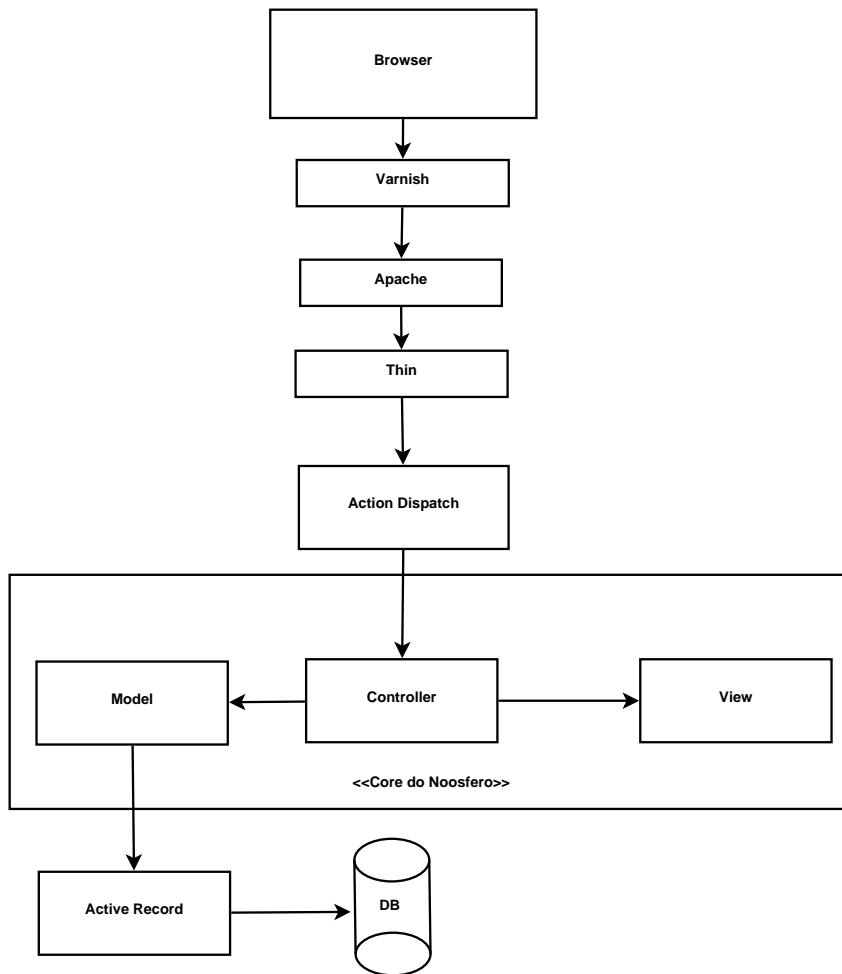 Browser
Varnish
Apache
Thin
Action Dispatch
Model
Controller
View
<<Core do Noosfero>>
Active Record
DB